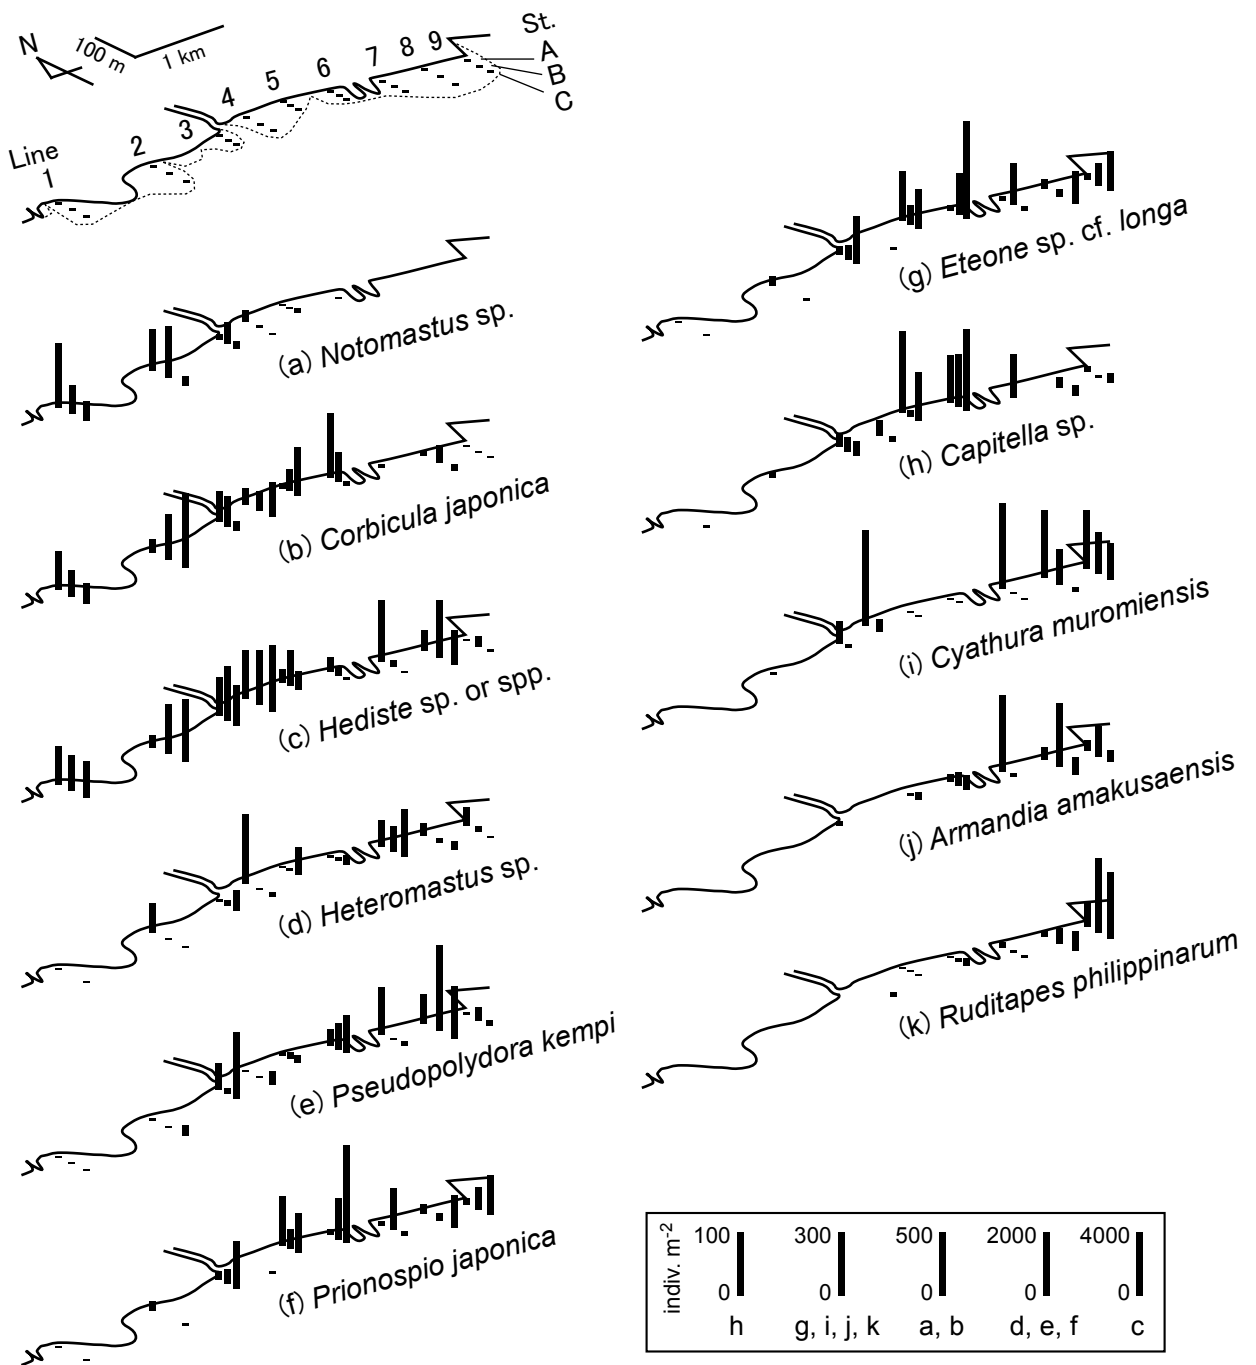 N
100 m
1 km
St.
A
B
C
Line
1
2
3
4
5
6
7
8
9
(a) Notomastus sp.
(b) Corbicula japonica
(c) Hediste sp. or spp.
(d) Heteromastus sp.
(e) Pseudopolydora kempi
(f) Prionospio japonica
(g) Eteone sp. cf. longa
(h) Capitella sp.
(i) Cyathura muromiensis
(j) Armandia amakusaensis
(k) Ruditapes philippinarum
indiv. m-2
100 300 500 2000 4000
0 0 0 0 0
h g, i, j, k a, b d, e, f c